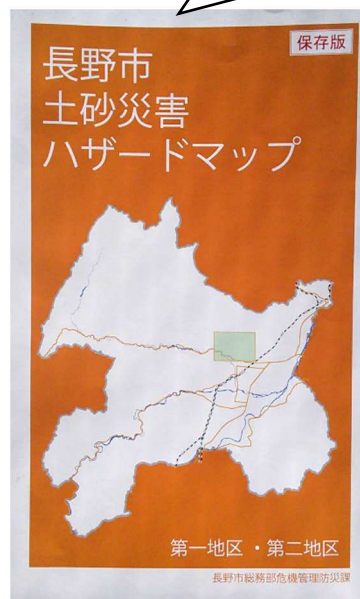 保存版
長野市
土砂災害
ハザードマップ
第一地区・第二地区
長野市総務部危機管理防災課